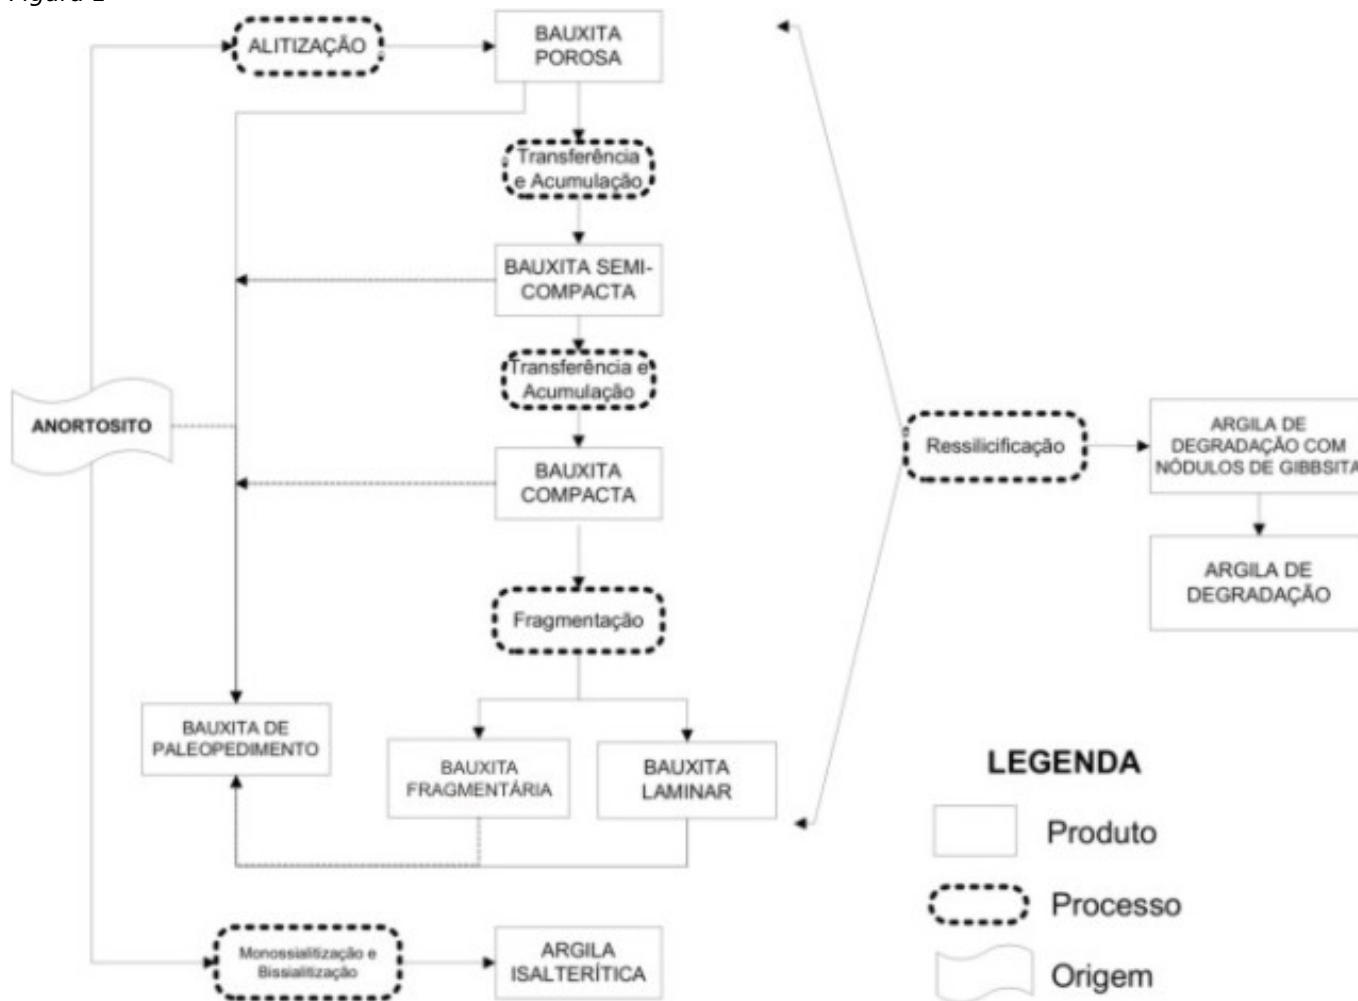 ALITIZAÇÃO
BAUXITA
POROSA
Transferência
e Acumulação
BAUXITA SEMI-
COMPACTA
Transferência e
Acumulação
ANORTOSITO
BAUXITA
COMPACTA
Ressilicificação
ARGILA DE
DEGRADAÇÃO COM
NÓDULOS DE GIBBSITA
ARGILA DE
DEGRADAÇÃO
Fragmentação
BAUXITA DE
PALEOPEDIMENTO
BAUXITA
FRAGMENTÁRIA
BAUXITA
LAMINAR
Monossialitização e
Bissialitização
ARGILA
ISALTERÍTICA
LEGENDA
Produto
Processo
Origem